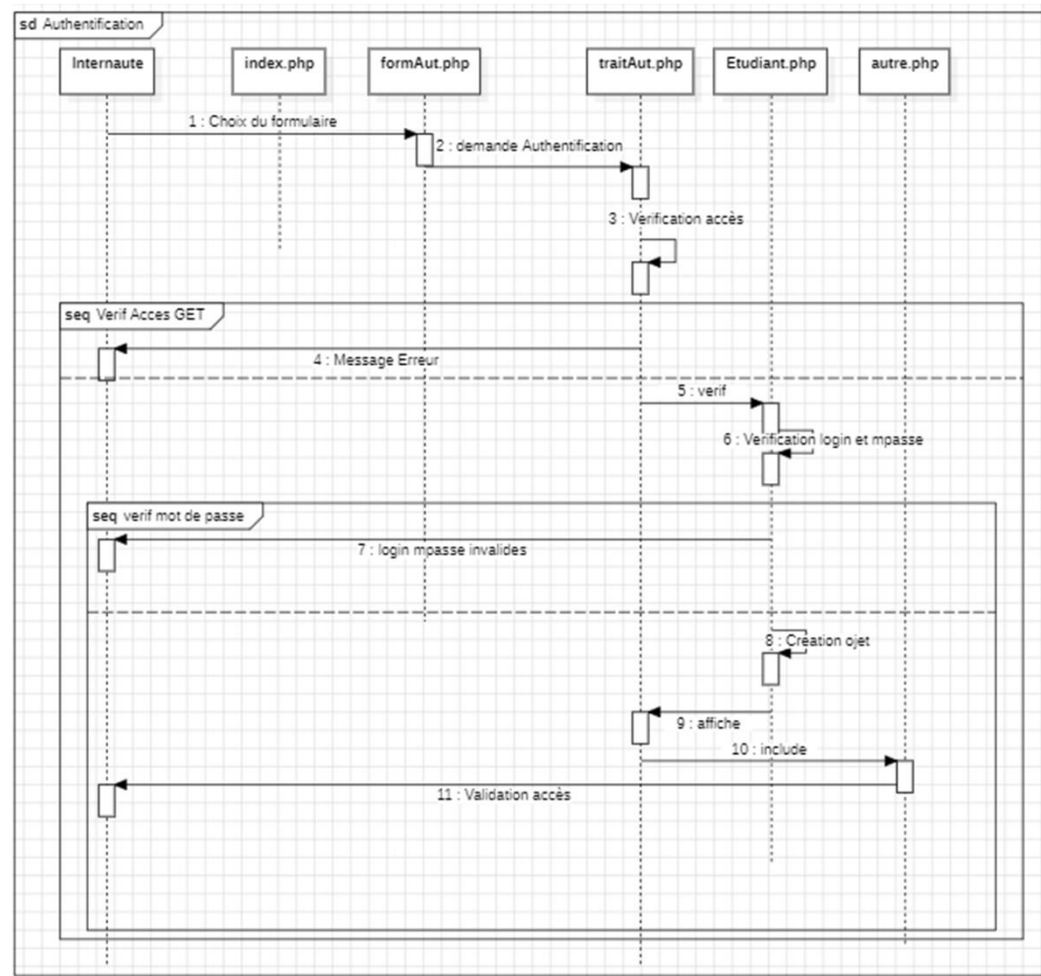 sd Authentification
Internaute
index.php
formAut.php
traitAut.php
Etudiant.php
autre.php
1 : Choix du formulaire
2 : demande Authentification
3 : Verification accès
seq Verif Acces GET
4 : Message Erreur
5 : verif
6 : Verification login et mpasse
seq verif mot de passe
7 : login mpasse invalides
8 : Creation ojet
9 : affiche
10 : include
11 : Validation accès